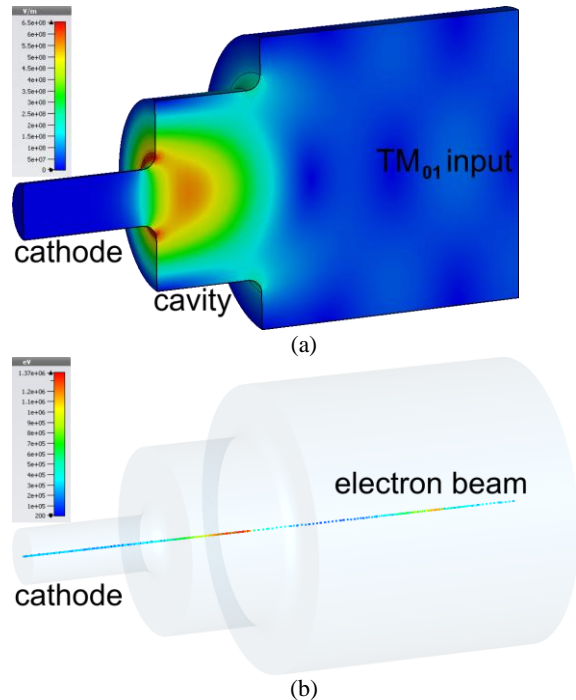 V/m
6.5e+08
5.5e+08
5e+08
4.5e+08
4e+08
3.5e+08
3e+08
2.5e+08
2e+08
1.5e+08
1e+08
5e+07
0
TM01 input
cathode
cavity
(a)
eV
1.37e+06
1.2e+06
1.1e+06
1e+06
9e+05
8e+05
7e+05
6e+05
5e+05
4e+05
3e+05
2e+05
1e+05
200
electron beam
cathode
(b)